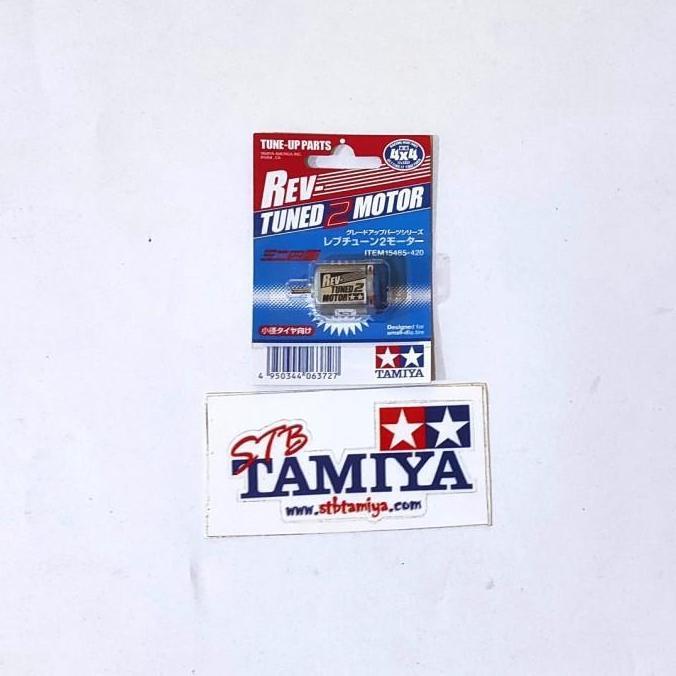 TUNE-UP PARTS
4x4
REV-
TUNED 2 MOTOR
グレードアップパーツシリーズ
レブチューン2モーター
ITEM15485-420
REV-
TUNED 2
MOTOR
小径タイヤ向け
Designed for
small-dia.tire
4 950344 063727
TAMIYA
STB
TAMIYA
www.stbtamiya.com